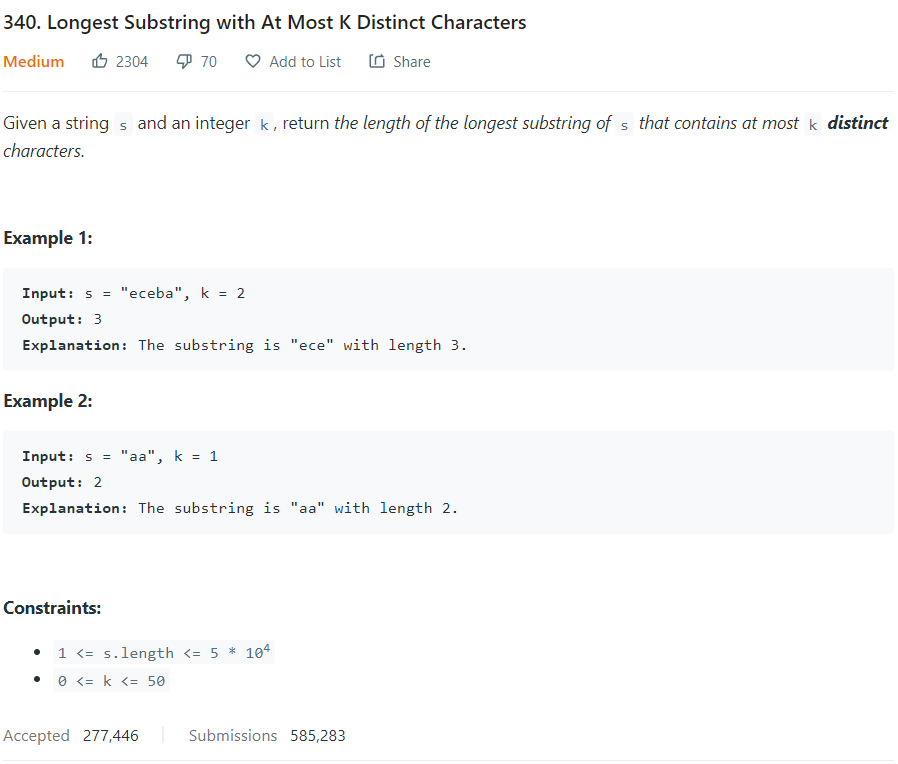 340. Longest Substring with At Most K Distinct Characters
Medium 2304 70 Add to List Share
Given a string s and an integer k , return the length of the longest substring of s that contains at most k distinct
characters.
Example 1:
Input: s = "eceba", k = 2
Output: 3
Explanation: The substring is "ece" with length 3.
Example 2:
Input: s = "aa", k = 1
Output: 2
Explanation: The substring is "aa" with length 2.
Constraints:
• 1 <= s.length <= 5 * 10⁴
• 0 <= k <= 50
Accepted 277,446 Submissions 585,283